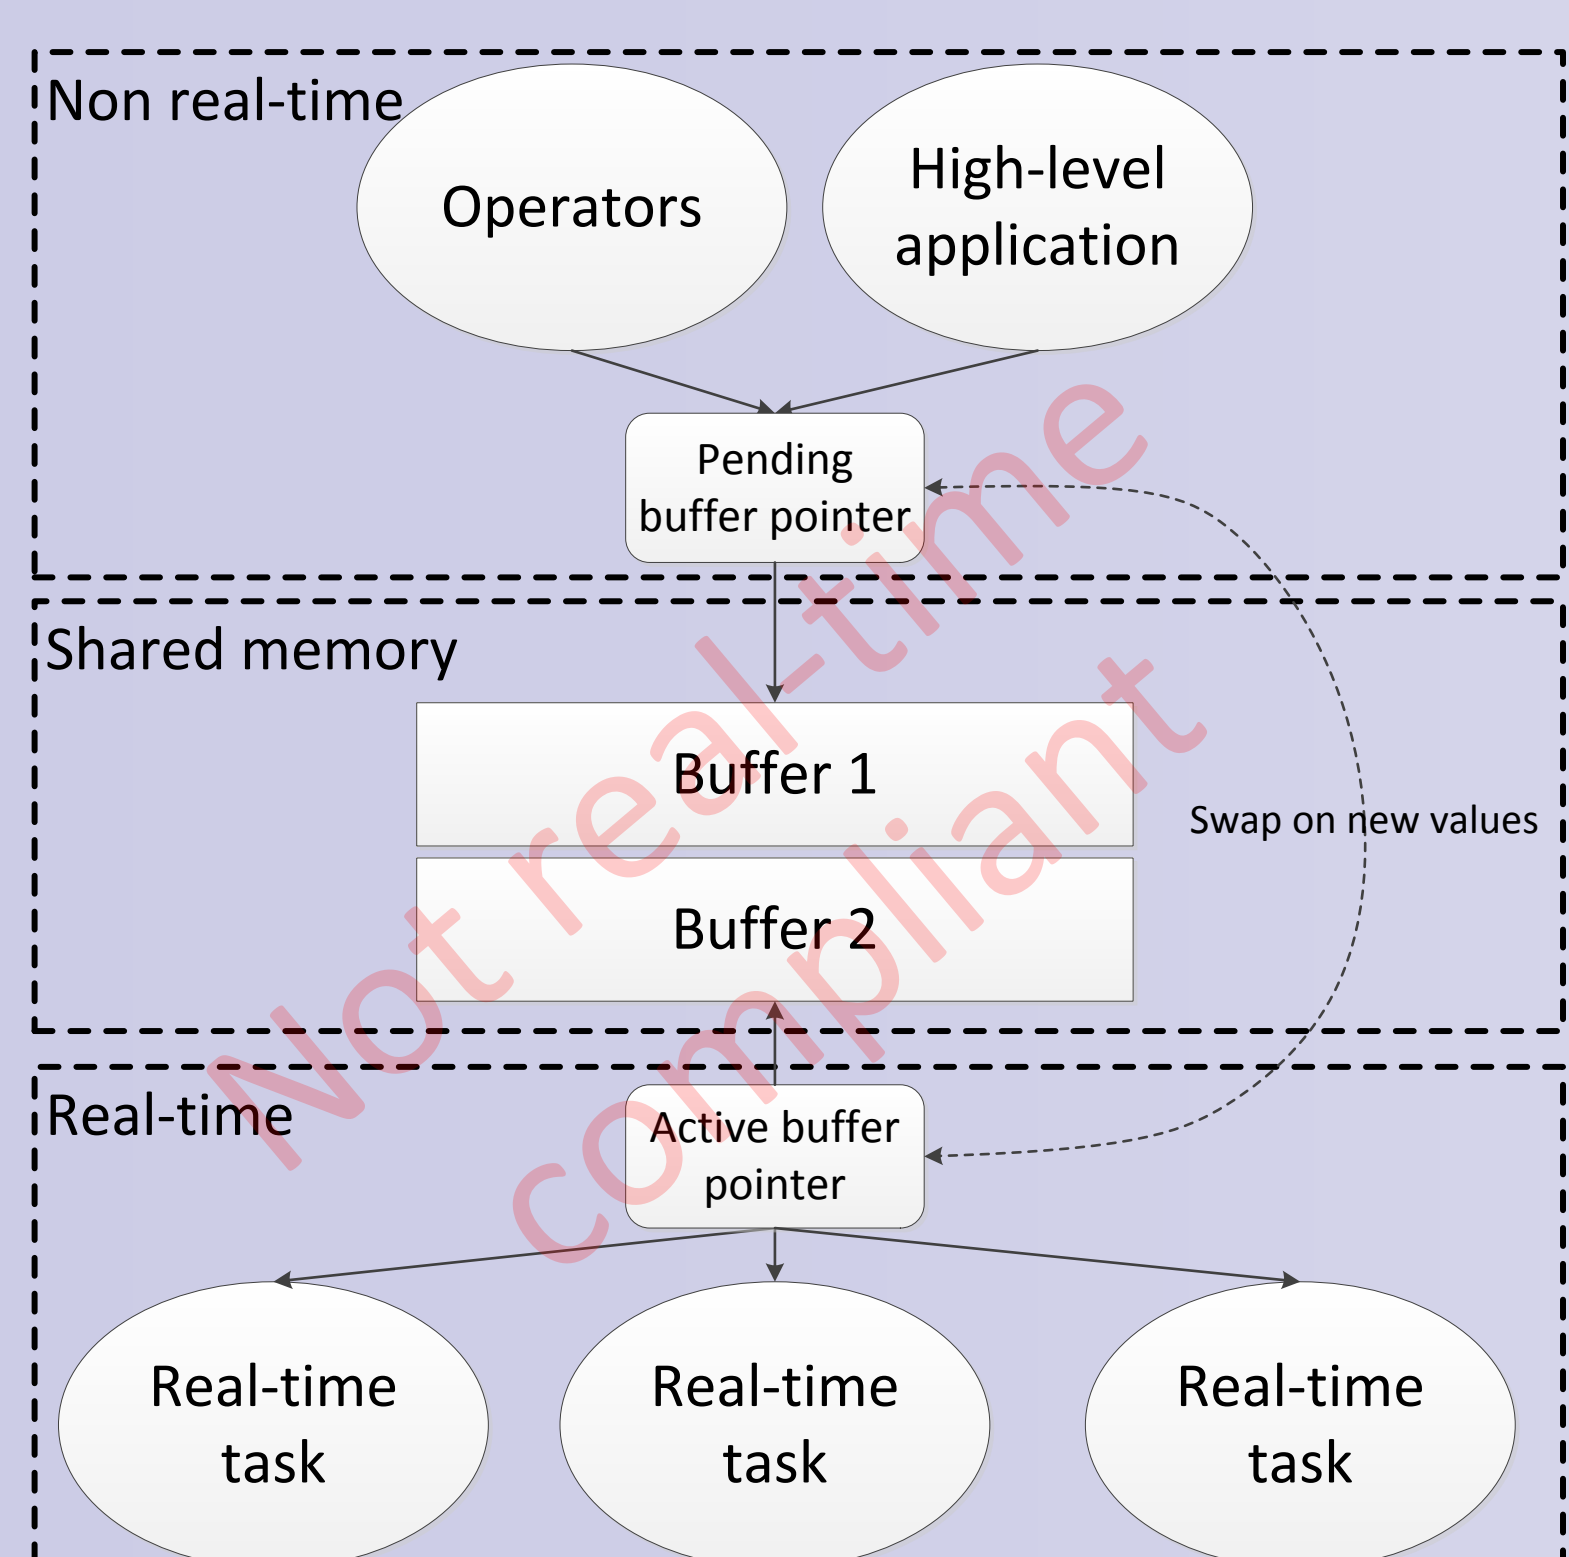 Non real-time
Operators
High-level
application
Pending
buffer pointer
Shared memory
Buffer 1
Swap on new values
Buffer 2
Not real-time
compliant
Real-time
Active buffer
pointer
Real-time
task
Real-time
task
Real-time
task